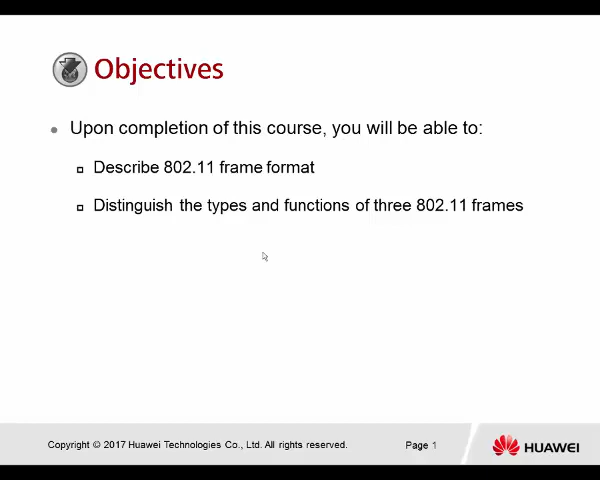 Objectives
Upon completion of this course, you will be able to:
Describe 802.11 frame format
Distinguish the types and functions of three 802.11 frames
Copyright © 2017 Huawei Technologies Co., Ltd. All rights reserved.
Page 1
HUAWEI